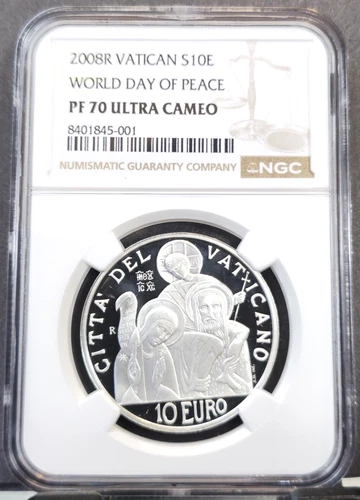 2008R VATICAN S10E
WORLD DAY OF PEACE
PF 70 ULTRA CAMEO
8401845-001
NUMISMATIC GUARANTY COMPANY NGC
CITTÀ DEL VATICANO
R
10 EURO